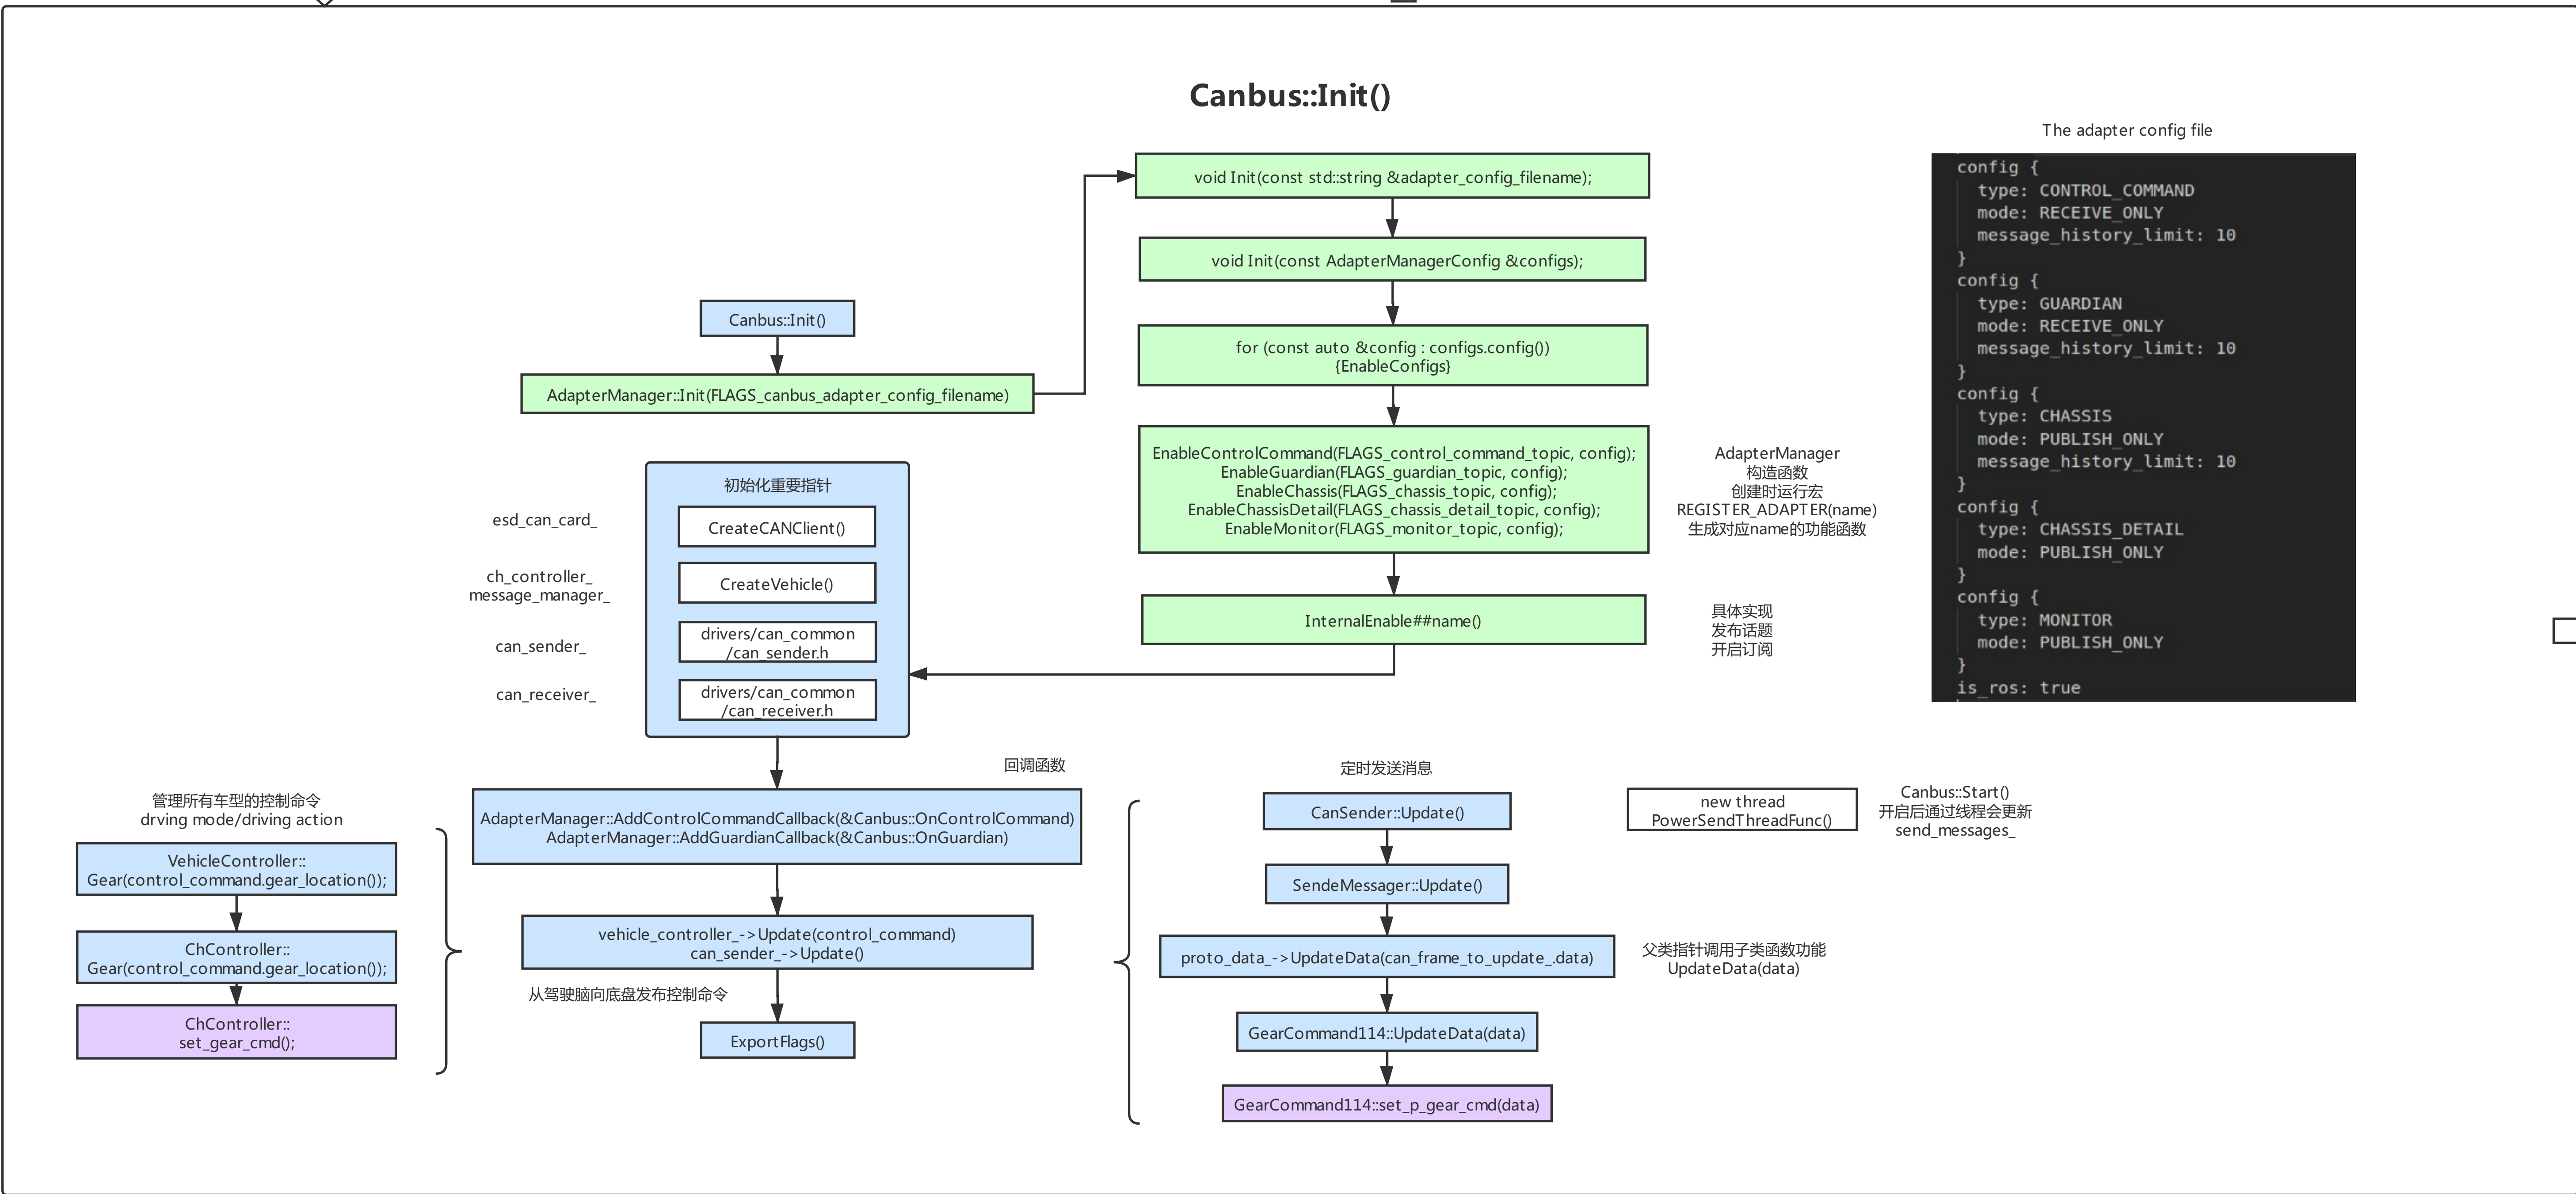 Canbus::Init()
The adapter config file
void Init(const std::string &adapter_config_filename);
void Init(const AdapterManagerConfig &configs);
for (const auto &config : configs.config())
{EnableConfigs}
Canbus::Init()
AdapterManager::Init(FLAGS_canbus_adapter_config_filename)
EnableControlCommand(FLAGS_control_command_topic, config);
EnableGuardian(FLAGS_guardian_topic, config);
EnableChassis(FLAGS_chassis_topic, config);
EnableChassisDetail(FLAGS_chassis_detail_topic, config);
EnableMonitor(FLAGS_monitor_topic, config);
AdapterManager
构造函数
创建时运行宏
REGISTER_ADAPTER(name)
生成对应name的功能函数
InternalEnable##name()
具体实现
发布话题
开启订阅
config {
type: CONTROL_COMMAND
mode: RECEIVE_ONLY
message_history_limit: 10
}
config {
type: GUARDIAN
mode: RECEIVE_ONLY
message_history_limit: 10
}
config {
type: CHASSIS
mode: PUBLISH_ONLY
message_history_limit: 10
}
config {
type: CHASSIS_DETAIL
mode: PUBLISH_ONLY
}
config {
type: MONITOR
mode: PUBLISH_ONLY
}
is_ros: true
初始化重要指针
esd_can_card_
CreateCANClient()
ch_controller_
message_manager_
CreateVehicle()
can_sender_
drivers/can_common
/can_sender.h
can_receiver_
drivers/can_common
/can_receiver.h
回调函数
AdapterManager::AddControlCommandCallback(&Canbus::OnControlCommand)
AdapterManager::AddGuardianCallback(&Canbus::OnGuardian)
vehicle_controller_->Update(control_command)
can_sender_->Update()
从驾驶脑向底盘发布控制命令
ExportFlags()
管理所有车型的控制命令
drving mode/driving action
VehicleController::
Gear(control_command.gear_location());
ChController::
Gear(control_command.gear_location());
ChController::
set_gear_cmd();
定时发送消息
CanSender::Update()
SendeMessager::Update()
proto_data_->UpdateData(can_frame_to_update_.data)
GearCommand114::UpdateData(data)
GearCommand114::set_p_gear_cmd(data)
new thread
PowerSendThreadFunc()
Canbus::Start()
开启后通过线程会更新
send_messages_
父类指针调用子类函数功能
UpdateData(data)